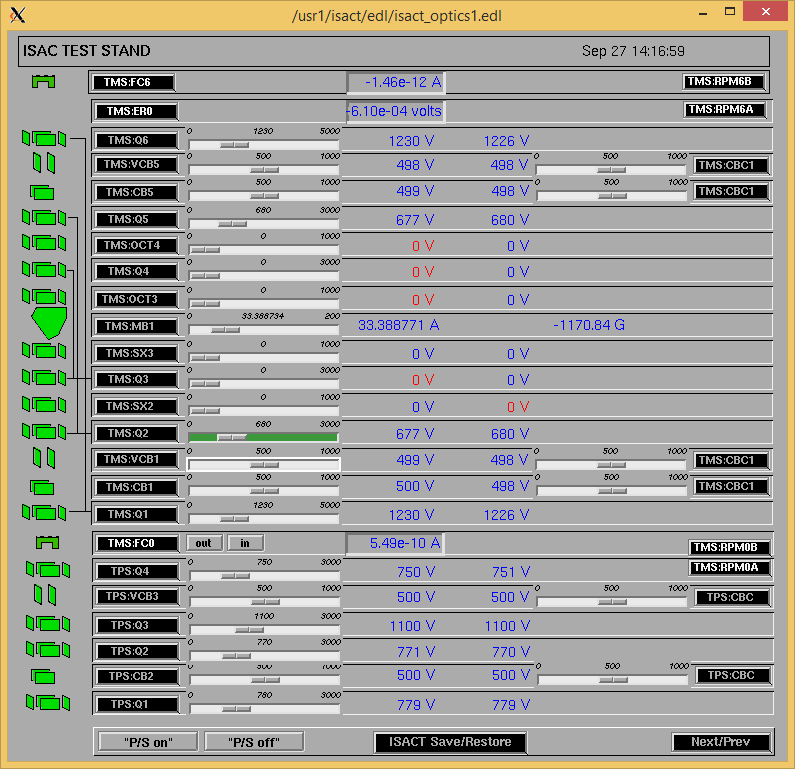 /usr1/isact/edl/isact_optics1.edl
ISAC TEST STAND Sep 27 14:16:59
TMS:FC6 -1.46e-12 A TMS:RPM6B
TMS:ER0 -6.10e-04 volts TMS:RPM6A
TMS:Q6 0 1230 5000 1230 V 1226 V
TMS:VCB5 0 500 1000 498 V 498 V 0 500 1000 TMS:CBC1
TMS:CB5 0 500 1000 499 V 498 V 0 500 1000 TMS:CBC1
TMS:Q5 0 680 3000 677 V 680 V
TMS:OCT4 0 0 1000 0 V 0 V
TMS:Q4 0 0 3000 0 V 0 V
TMS:OCT3 0 0 1000 0 V 0 V
TMS:MB1 0 33.388734 200 33.388771 A -1170.84 G
TMS:SX3 0 0 1000 0 V 0 V
TMS:Q3 0 0 3000 0 V 0 V
TMS:SX2 0 0 1000 0 V 0 V
TMS:Q2 0 680 3000 677 V 680 V
TMS:VCB1 0 500 1000 499 V 498 V 0 500 1000 TMS:CBC1
TMS:CB1 0 500 1000 500 V 498 V 0 500 1000 TMS:CBC1
TMS:Q1 0 1230 5000 1230 V 1226 V
TMS:FC0 out in 5.49e-10 A TMS:RPM0B
TPS:Q4 0 750 3000 750 V 751 V TMS:RPM0A
TPS:VCB3 0 500 1000 500 V 500 V 0 500 1000 TPS:CBC
TPS:Q3 0 1100 3000 1100 V 1100 V
TPS:Q2 0 770 3000 771 V 770 V
TPS:CB2 0 500 1000 500 V 500 V 0 500 1000 TPS:CBC
TPS:Q1 0 780 3000 779 V 779 V
"P/S on" "P/S off" ISACT Save/Restore Next/Prev